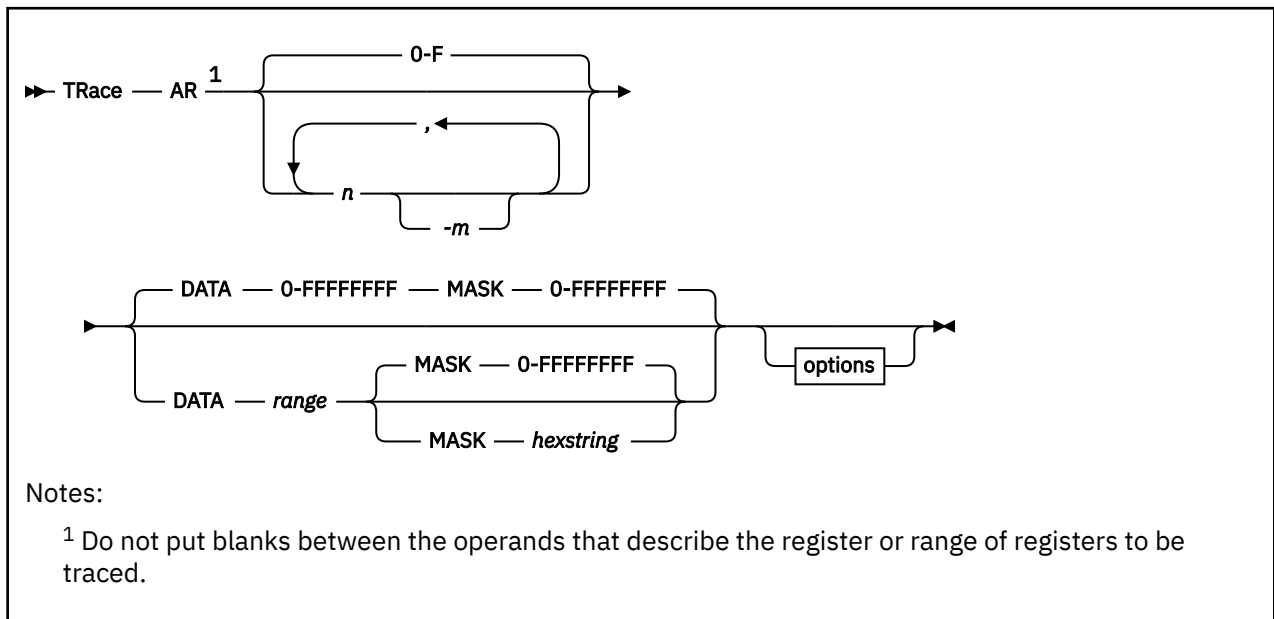 0-F
TRace AR 1
,
n
-m
DATA 0-FFFFFFFF MASK 0-FFFFFFFF
options
MASK 0-FFFFFFFF
DATA range
MASK hexstring
Notes:
1 Do not put blanks between the operands that describe the register or range of registers to be
traced.